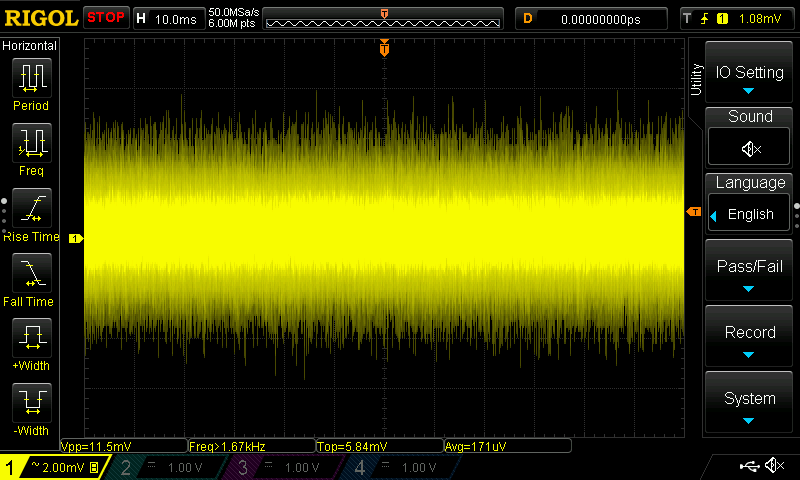 RIGOL STOP H 10.0ms 50.0MSa/s 6.00M pts T D 0.00000000ps T 1 1.08mV
Horizontal
Period
Freq
Rise Time
Fall Time
+Width
-Width
T
T
1
Vpp=11.5mV Freq>1.67kHz Top=5.84mV Avg=171uV
1 ~ 2.00mV B 2 1.00 V 3 1.00 V 4 1.00 V
Utility
IO Setting
Sound
Language
English
Pass/Fail
Record
System